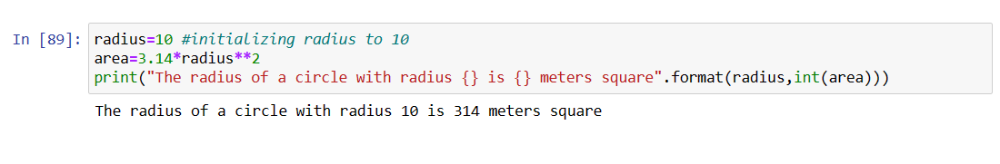 In [89]: radius=10 #initializing radius to 10
area=3.14*radius**2
print("The radius of a circle with radius {} is {} meters square".format(radius,int(area)))
The radius of a circle with radius 10 is 314 meters square